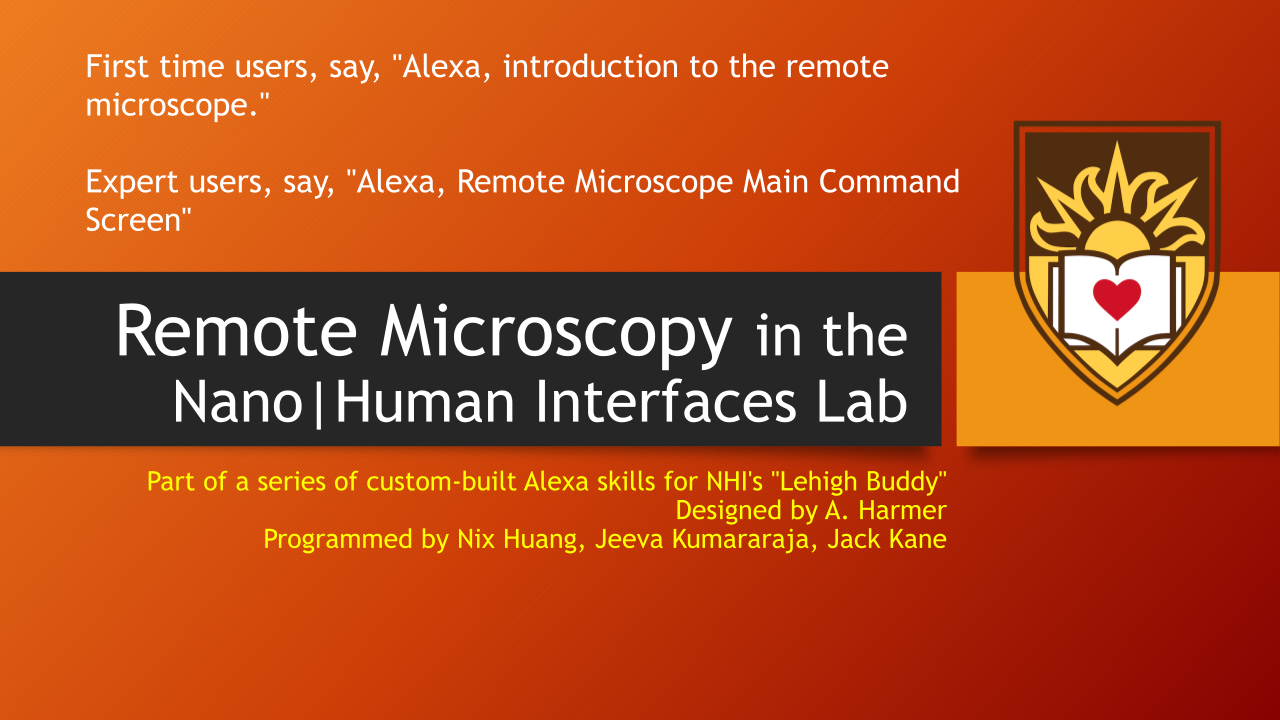 First time users, say, "Alexa, introduction to the remote
microscope."
Expert users, say, "Alexa, Remote Microscope Main Command
Screen"
Remote Microscopy in the
Nano|Human Interfaces Lab
Part of a series of custom-built Alexa skills for NHI's "Lehigh Buddy"
Designed by A. Harmer
Programmed by Nix Huang, Jeeva Kumararaja, Jack Kane